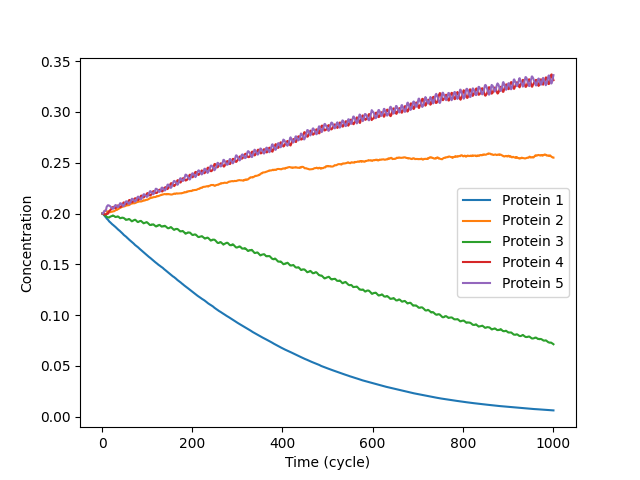 0.35
0.30
0.25
0.20
0.15
0.10
0.05
0.00
Concentration
0
200
400
600
800
1000
Time (cycle)
Protein 1
Protein 2
Protein 3
Protein 4
Protein 5